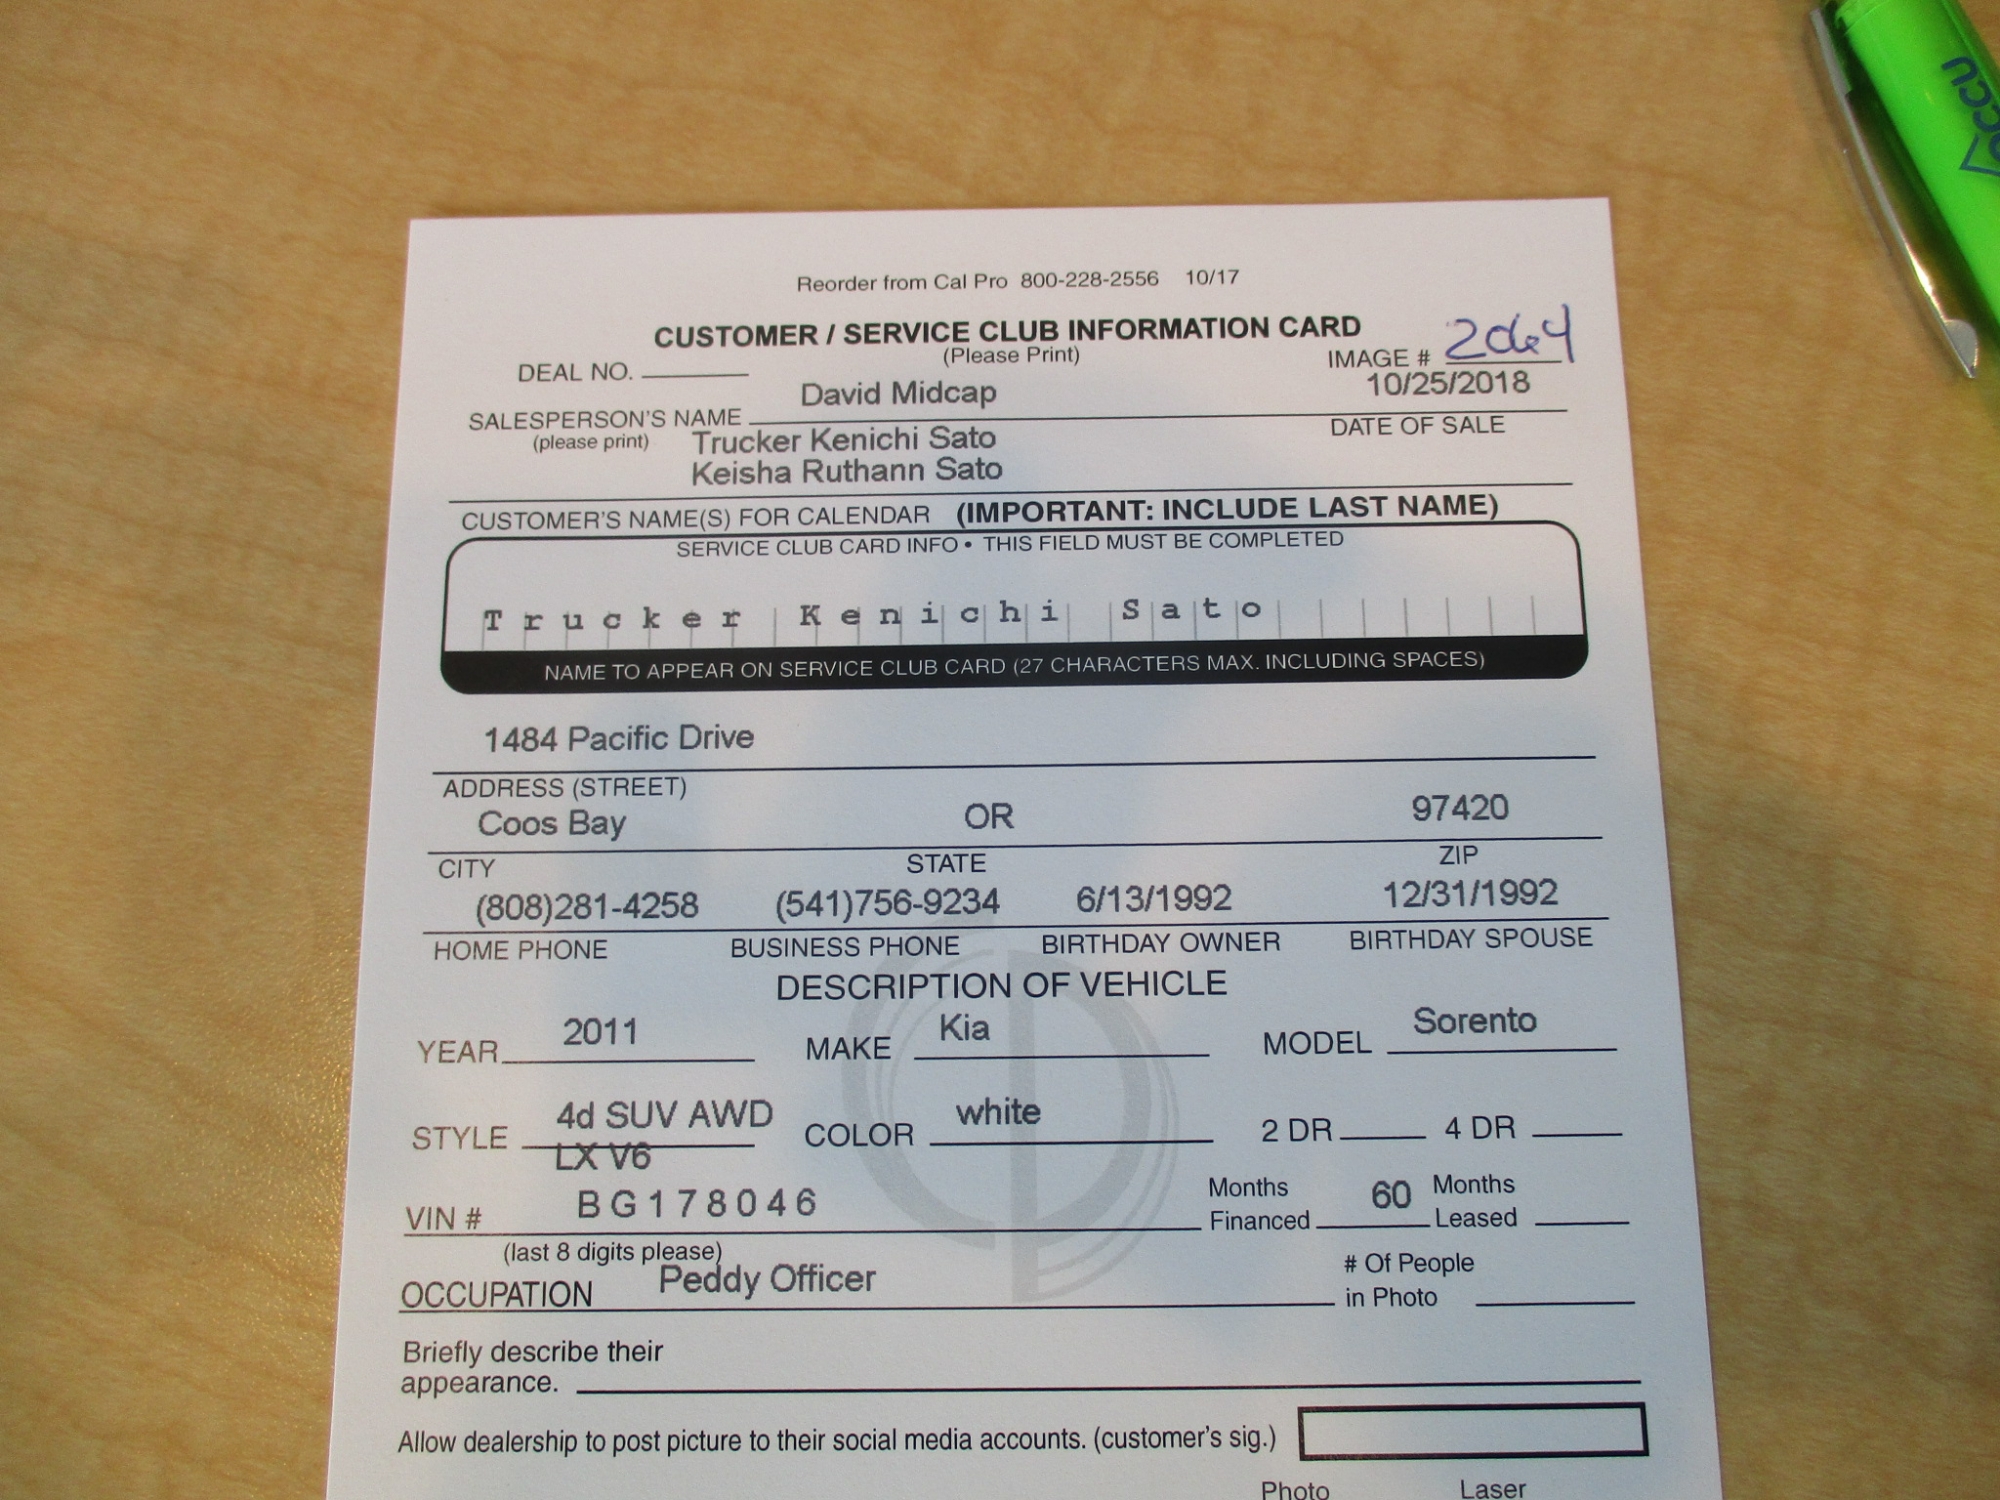 OCCU
Reorder from Cal Pro 800-228-2556 10/17
CUSTOMER / SERVICE CLUB INFORMATION CARD
(Please Print)
DEAL NO. IMAGE #
David Midcap 10/25/2018
SALESPERSON'S NAME DATE OF SALE
(please print) Trucker Kenichi Sato
Keisha Ruthann Sato
CUSTOMER'S NAME(S) FOR CALENDAR (IMPORTANT: INCLUDE LAST NAME)
SERVICE CLUB CARD INFO • THIS FIELD MUST BE COMPLETED
Trucker Kenichi Sato
NAME TO APPEAR ON SERVICE CLUB CARD (27 CHARACTERS MAX. INCLUDING SPACES)
1484 Pacific Drive
ADDRESS (STREET)
Coos Bay OR 97420
CITY STATE ZIP
(808)281-4258 (541)756-9234 6/13/1992 12/31/1992
HOME PHONE BUSINESS PHONE BIRTHDAY OWNER BIRTHDAY SPOUSE
DESCRIPTION OF VEHICLE
YEAR 2011 MAKE Kia MODEL Sorento
STYLE 4d SUV AWD COLOR white 2 DR 4 DR
LX V6
VIN # BG178046 Months Financed 60 Months Leased
(last 8 digits please)
OCCUPATION Peddy Officer # Of People in Photo
Briefly describe their
appearance.
Allow dealership to post picture to their social media accounts. (customer's sig.)
Photo Laser